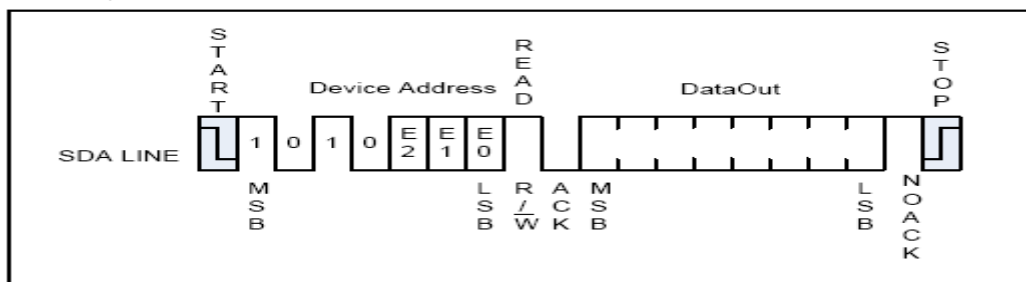 START
READ
STOP
Device Address
DataOut
SDA LINE
1 0 1 0 E2 E1 E0
MSB
LSB
R/W
ACK
MSB
LSB
NOACK